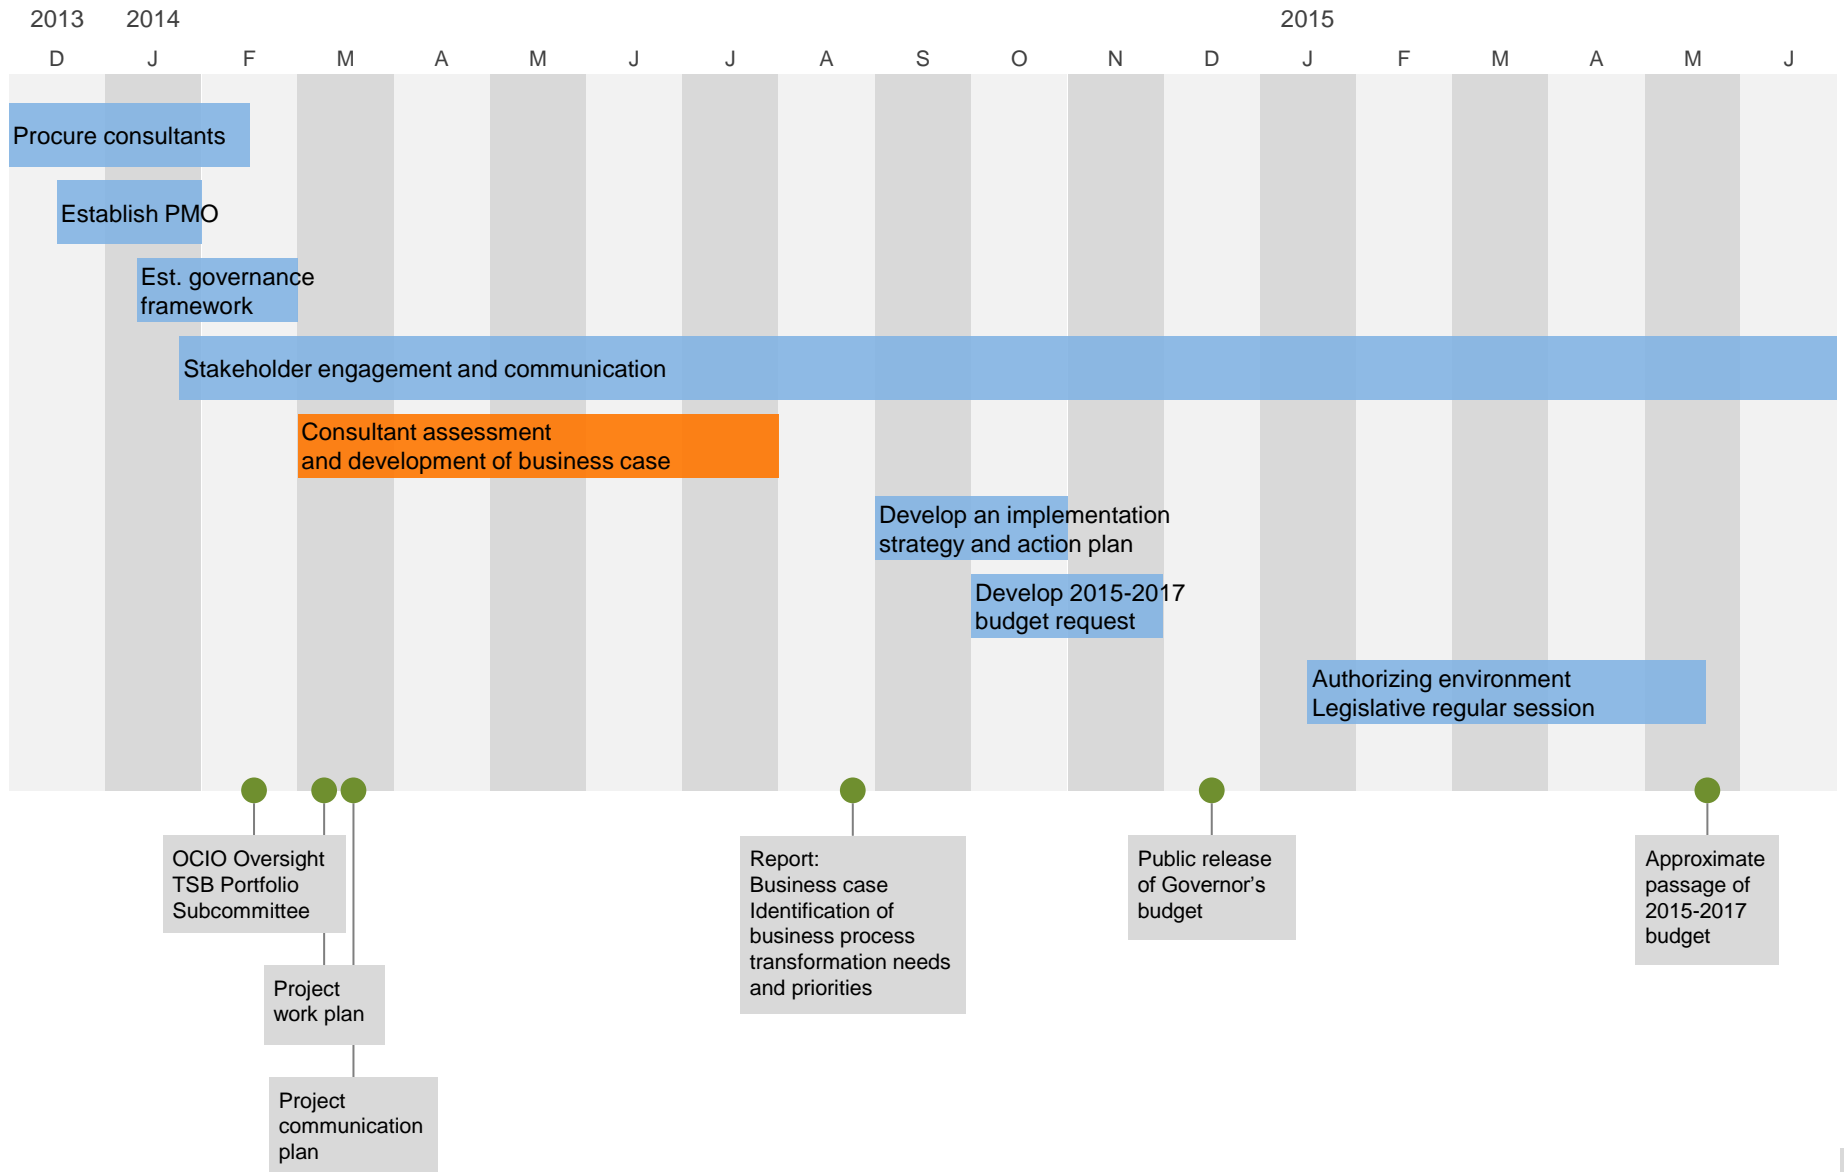 2013 2014 2015
D J F M A M J J A S O N D J F M A M J
Procure consultants
Establish PMO
Est. governance
framework
Stakeholder engagement and communication
Consultant assessment
and development of business case
Develop an implementation
strategy and action plan
Develop 2015-2017
budget request
Authorizing environment
Legislative regular session
OCIO Oversight
TSB Portfolio
Subcommittee
Project
work plan
Project
communication
plan
Report:
Business case
Identification of
business process
transformation needs
and priorities
Public release
of Governor’s
budget
Approximate
passage of
2015-2017
budget